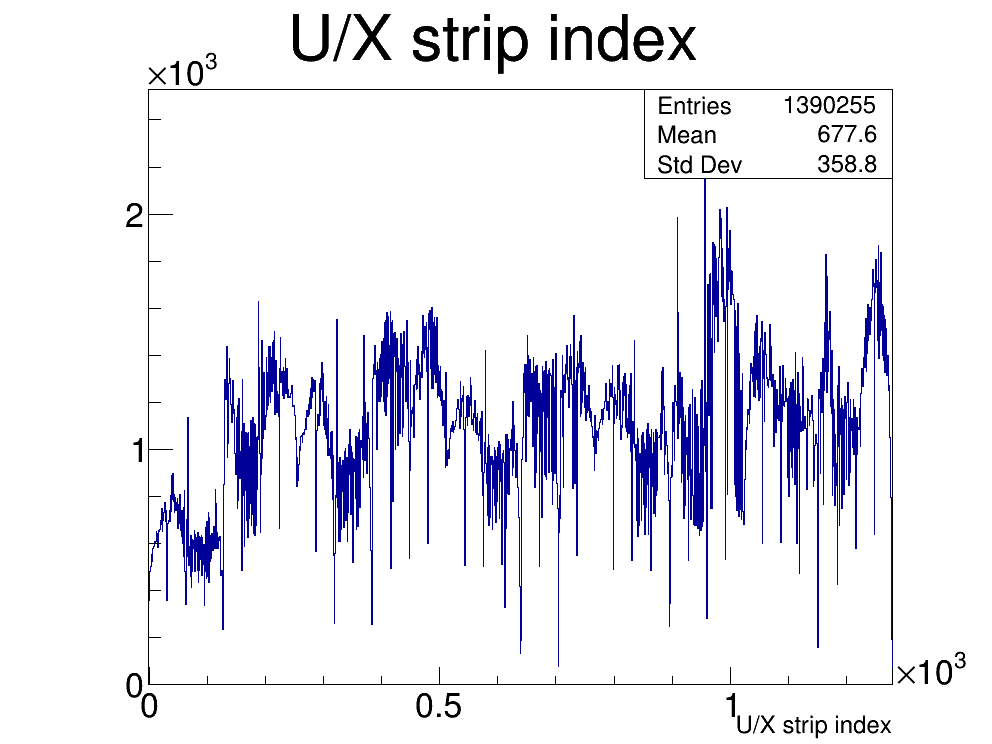 U/X strip index
×10³
Entries 1390255
Mean 677.6
Std Dev 358.8
2
1
0
0 0.5 1
×10³
U/X strip index